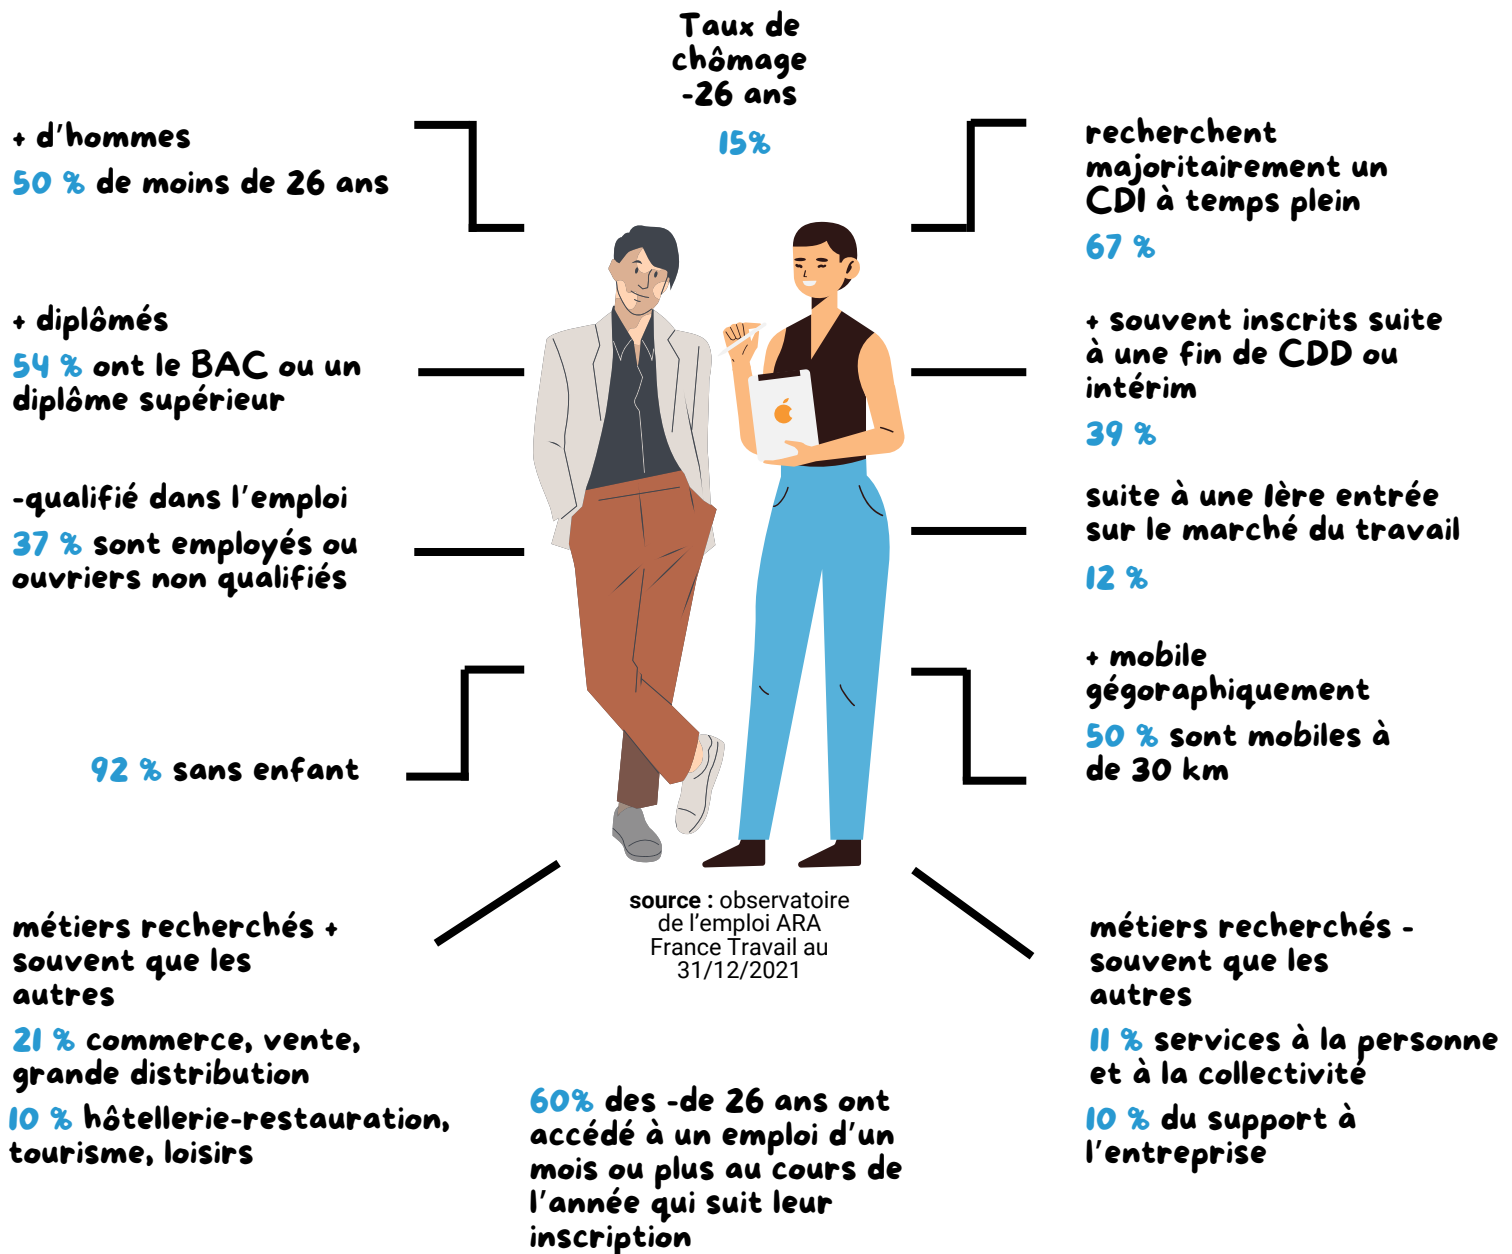 Taux de
chômage
-26 ans
15%
+ d'hommes
50 % de moins de 26 ans
+ diplômés
54 % ont le BAC ou un
diplôme supérieur
-qualifié dans l'emploi
37 % sont employés ou
ouvriers non qualifiés
92 % sans enfant
métiers recherchés +
souvent que les
autres
21 % commerce, vente,
grande distribution
10 % hôtellerie-restauration,
tourisme, loisirs
recherchent
majoritairement un
CDI à temps plein
67 %
+ souvent inscrits suite
à une fin de CDD ou
intérim
39 %
suite à une 1ère entrée
sur le marché du travail
12 %
+ mobile
gégoraphiquement
50 % sont mobiles à
de 30 km
métiers recherchés -
souvent que les
autres
11 % services à la personne
et à la collectivité
10 % du support à
l'entreprise
source : observatoire
de l'emploi ARA
France Travail au
31/12/2021
60% des -de 26 ans ont
accédé à un emploi d'un
mois ou plus au cours de
l'année qui suit leur
inscription